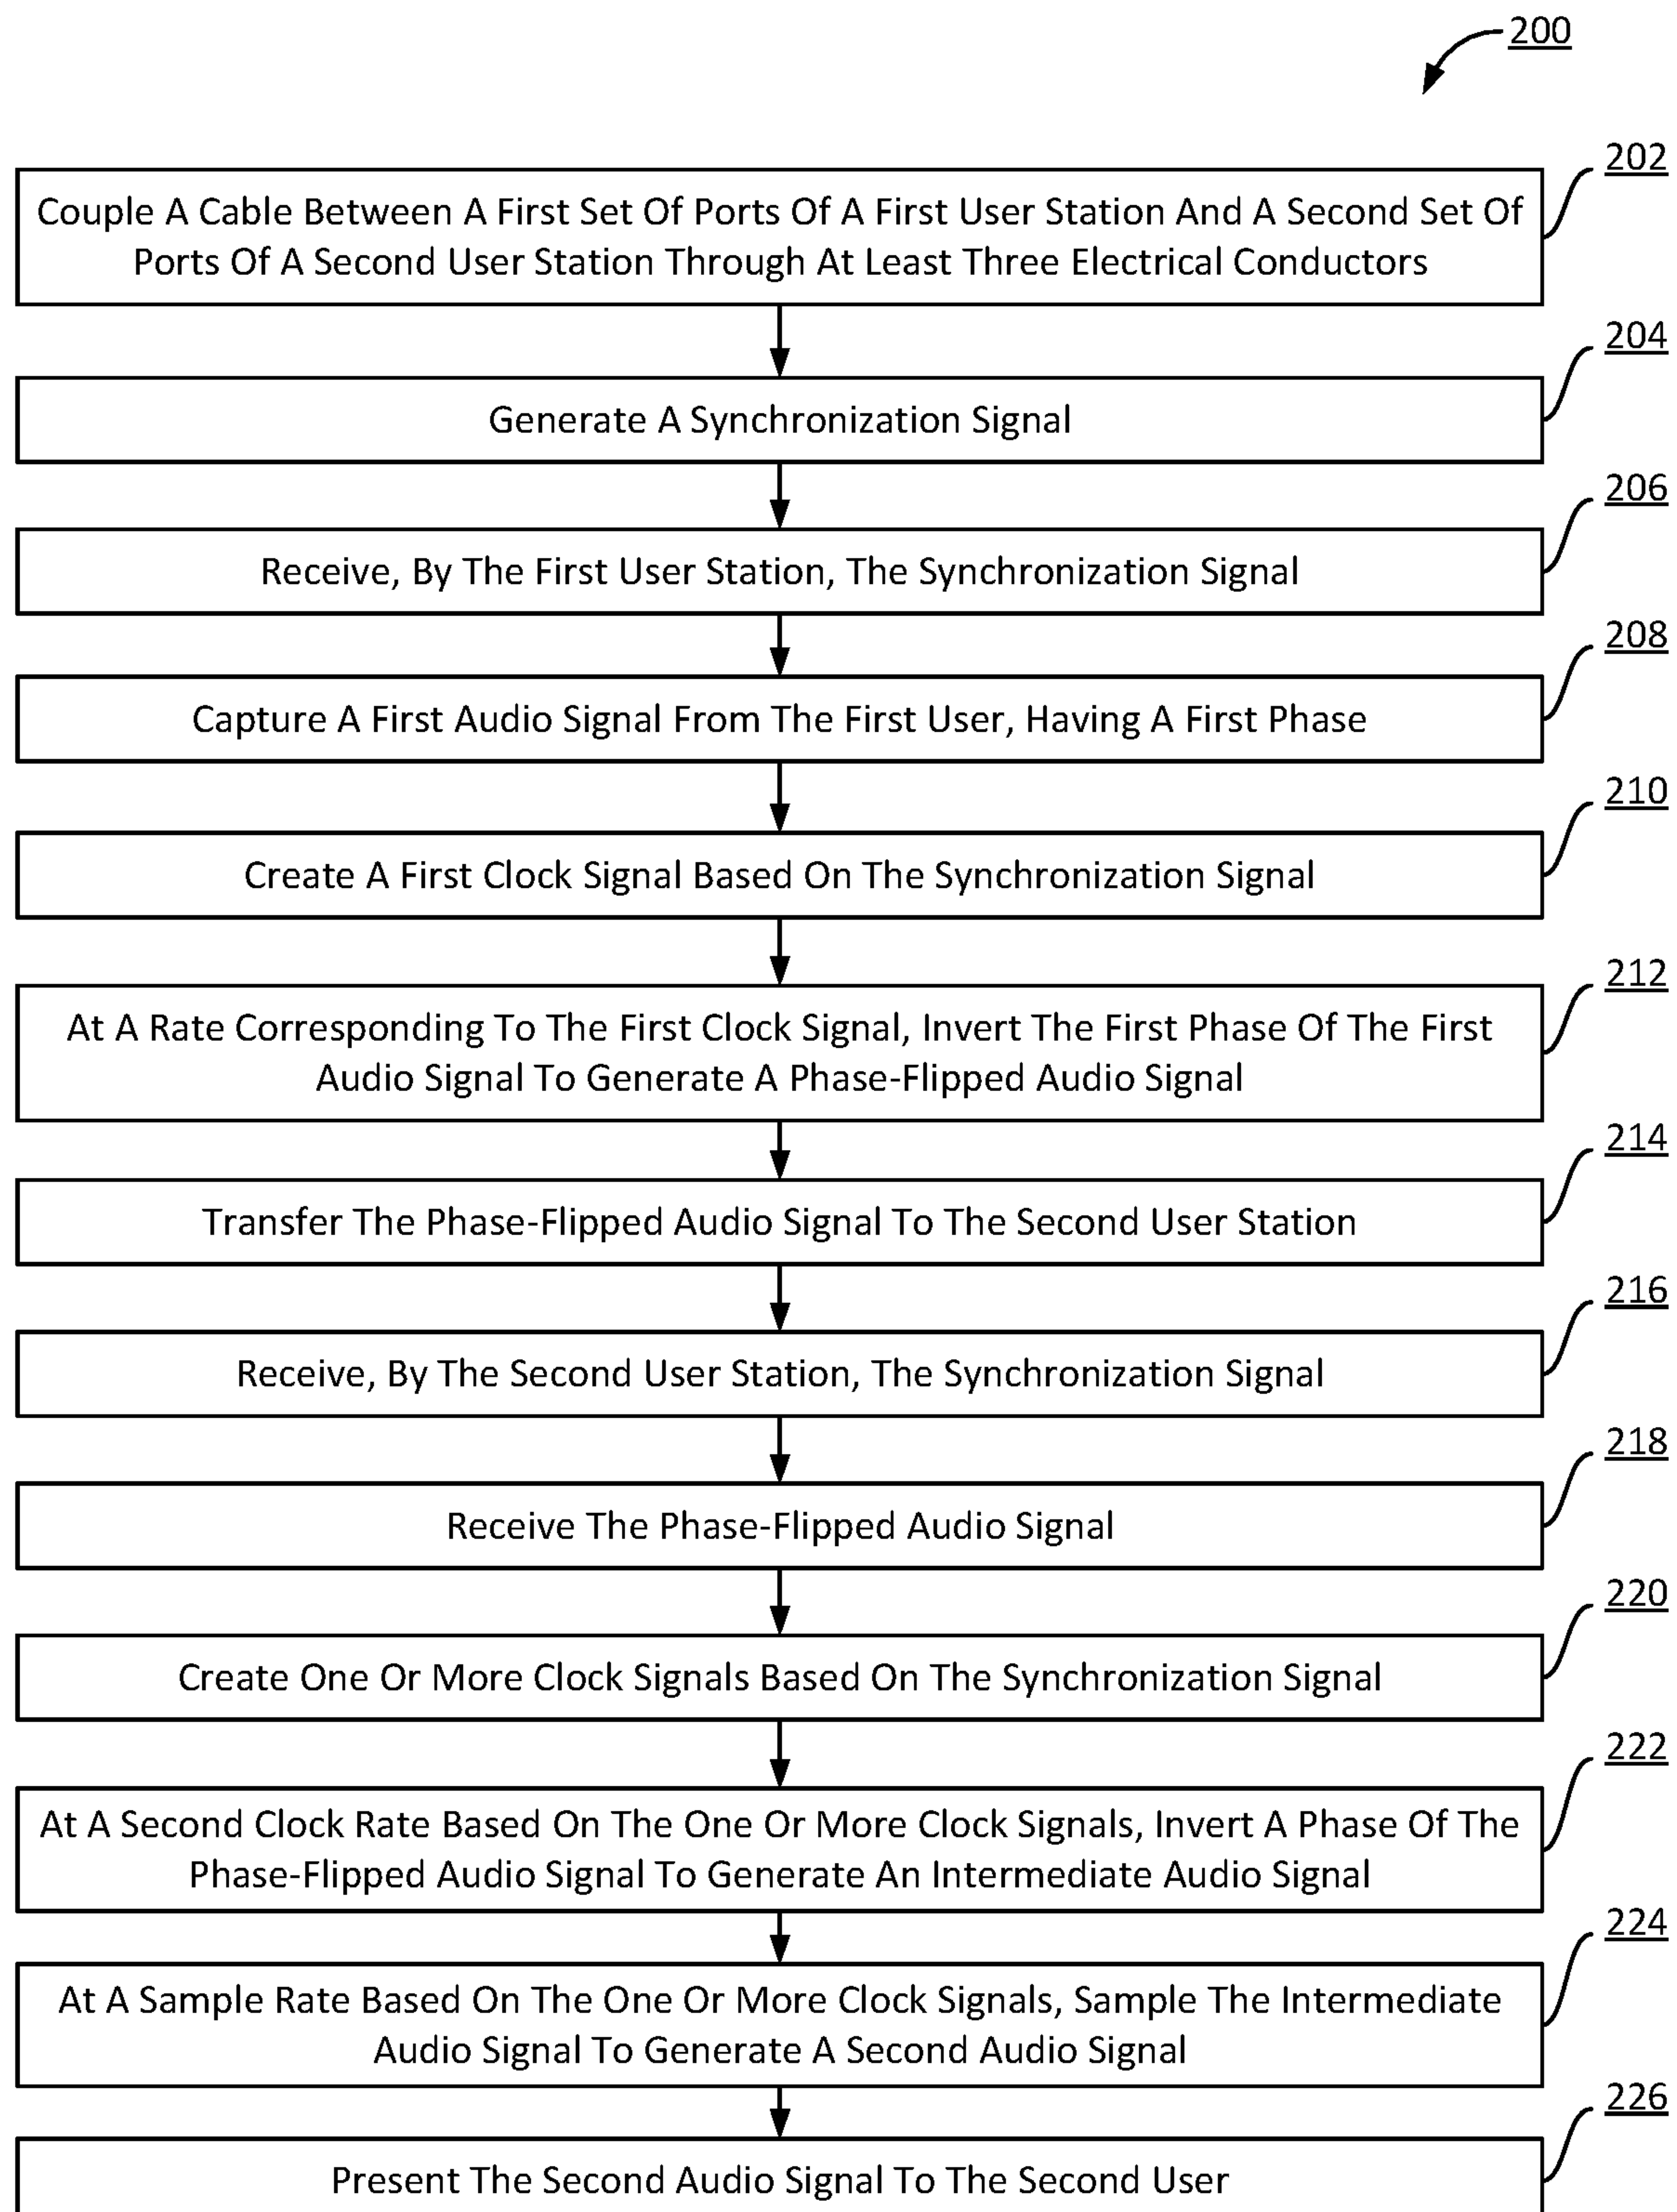 200
202
Couple A Cable Between A First Set Of Ports Of A First User Station And A Second Set Of
Ports Of A Second User Station Through At Least Three Electrical Conductors
204
Generate A Synchronization Signal
206
Receive, By The First User Station, The Synchronization Signal
208
Capture A First Audio Signal From The First User, Having A First Phase
210
Create A First Clock Signal Based On The Synchronization Signal
212
At A Rate Corresponding To The First Clock Signal, Invert The First Phase Of The First
Audio Signal To Generate A Phase-Flipped Audio Signal
214
Transfer The Phase-Flipped Audio Signal To The Second User Station
216
Receive, By The Second User Station, The Synchronization Signal
218
Receive The Phase-Flipped Audio Signal
220
Create One Or More Clock Signals Based On The Synchronization Signal
222
At A Second Clock Rate Based On The One Or More Clock Signals, Invert A Phase Of The
Phase-Flipped Audio Signal To Generate An Intermediate Audio Signal
224
At A Sample Rate Based On The One Or More Clock Signals, Sample The Intermediate
Audio Signal To Generate A Second Audio Signal
226
Present The Second Audio Signal To The Second User